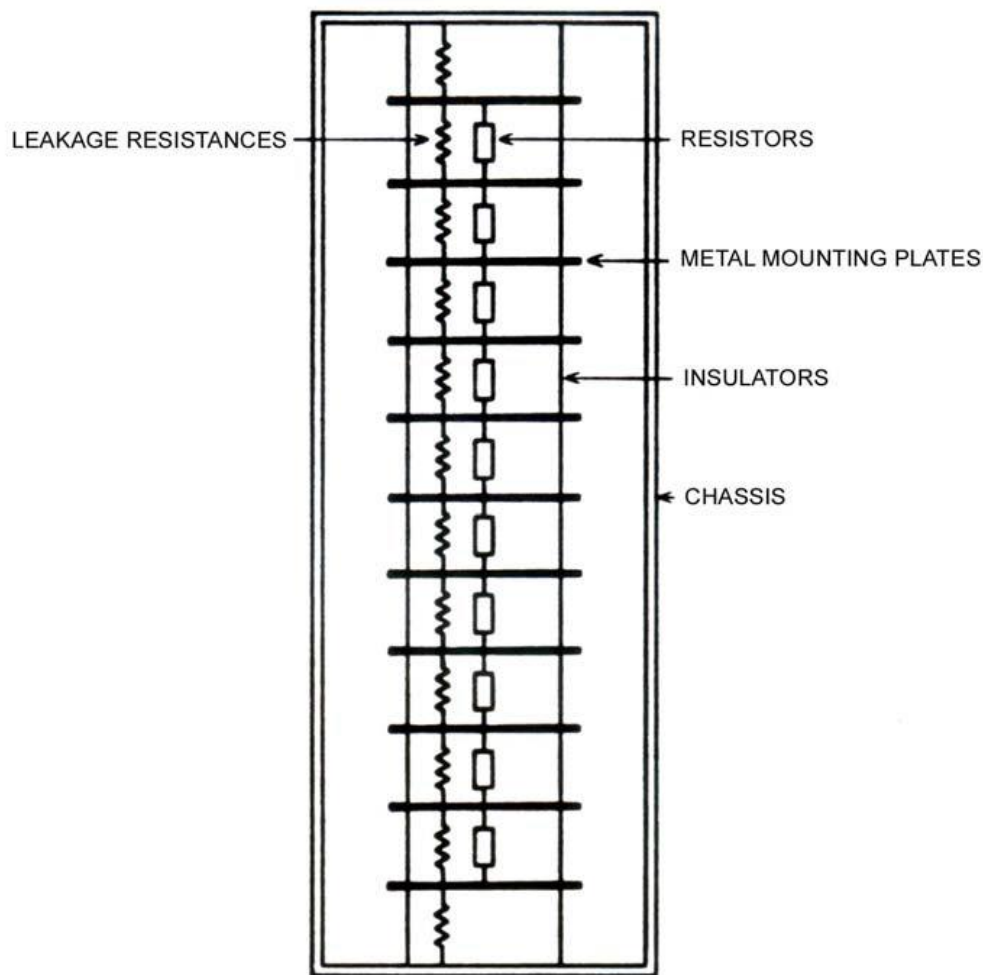 LEAKAGE RESISTANCES
RESISTORS
METAL MOUNTING PLATES
INSULATORS
CHASSIS